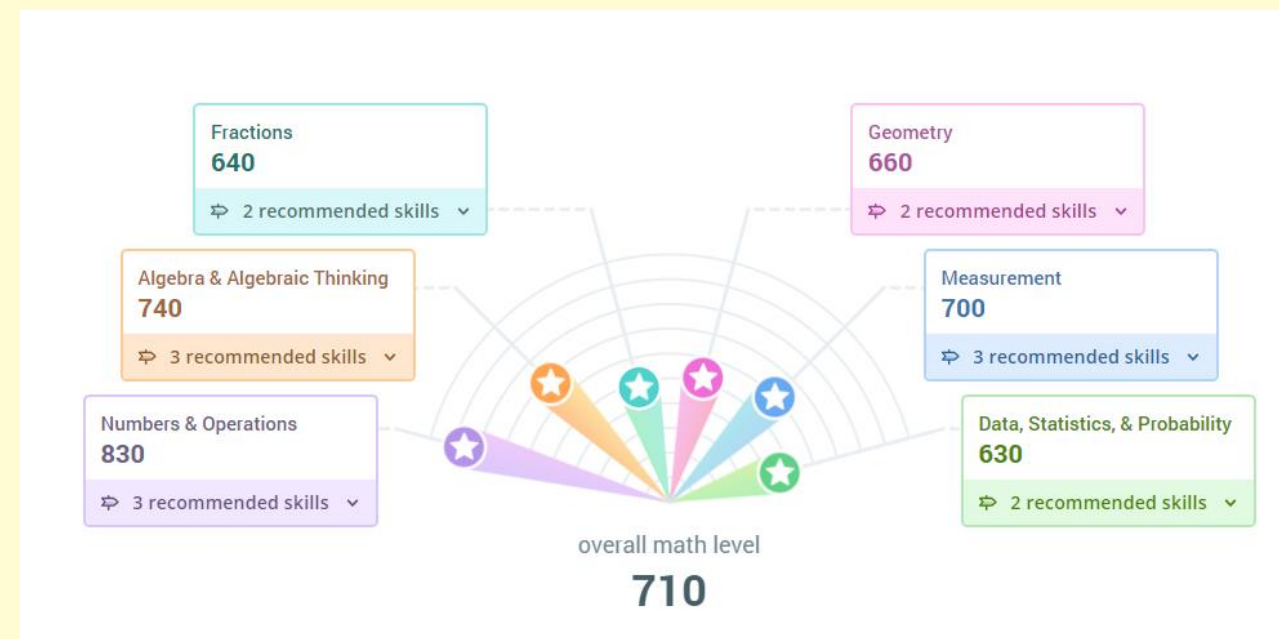 Fractions
640
2 recommended skills
Geometry
660
2 recommended skills
Algebra & Algebraic Thinking
740
3 recommended skills
Measurement
700
3 recommended skills
Numbers & Operations
830
3 recommended skills
Data, Statistics, & Probability
630
2 recommended skills
overall math level
710